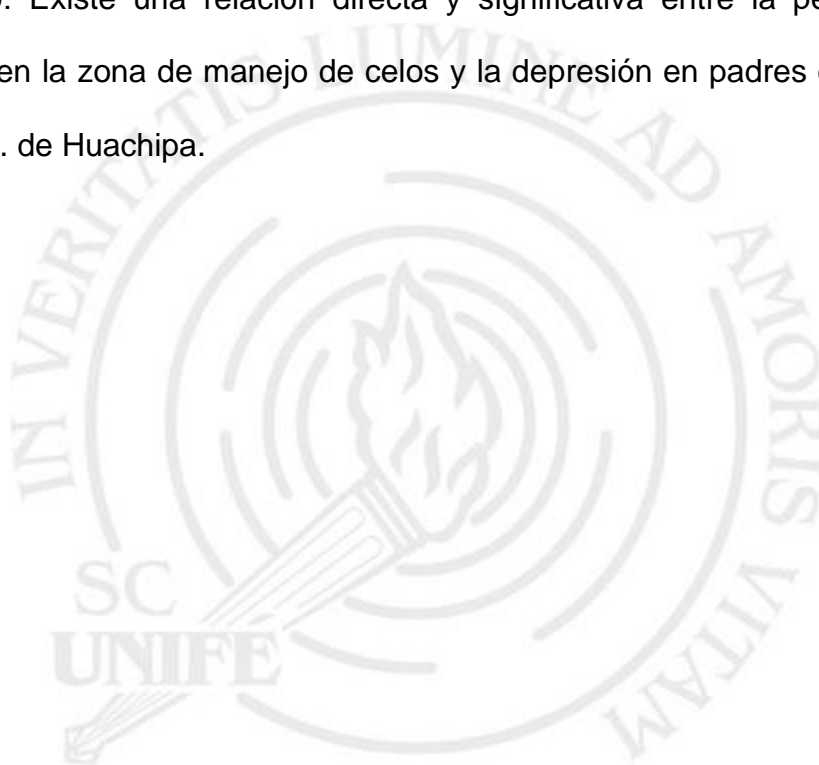 . Existe una relación directa y significativa entre la pe
en la zona de manejo de celos y la depresión en padres
. de Huachipa.
IN VERITATIS LUMINE AD AMORIS VITAM
SC
UNIFE